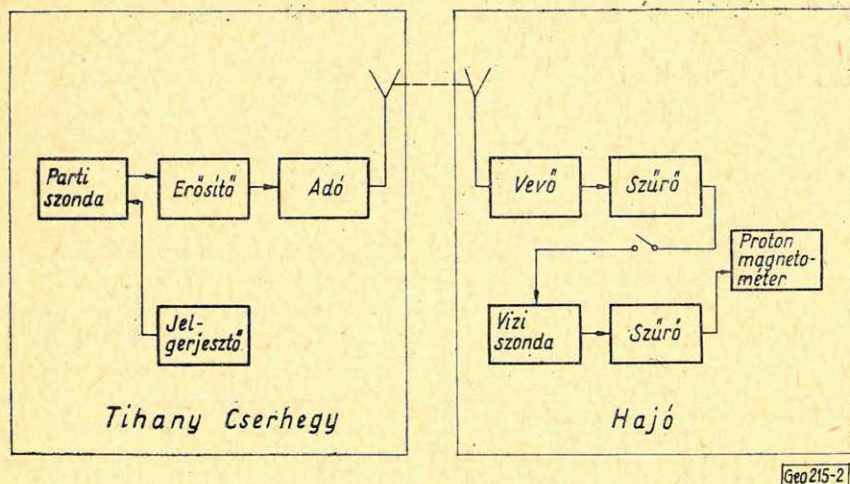 Parti
szonda
Erősítő
Adó
Jel-
gerjesztő
Tihany Cserhegy
Vevő
Szűrő
Proton
magneto-
méter
Vizi
szonda
Szűrő
Hajó
Geo 215-2